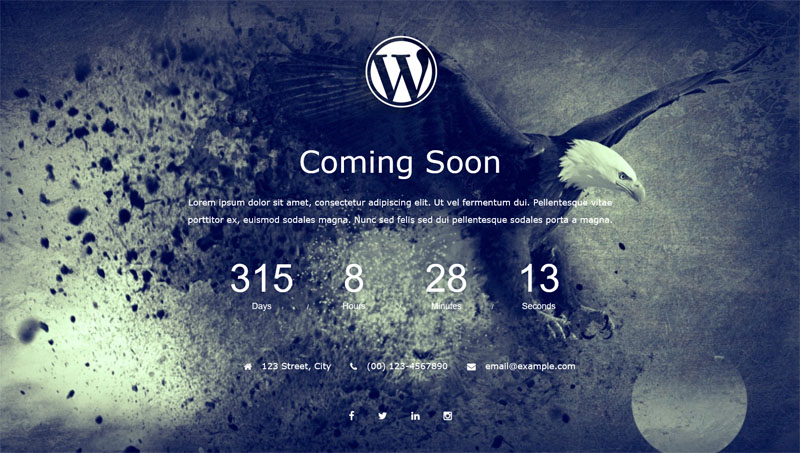 W
Coming Soon
Lorem ipsum dolor sit amet, consectetur adipiscing elit. Ut vel fermentum dui. Pellentesque vitae
porttitor ex, euismod sodales magna. Nunc sed felis sed dui pellentesque sodales porta a magna.
315 8 28 13
Days / Hours / Minutes / Seconds
123 Street, City (00) 123-4567890 email@example.com